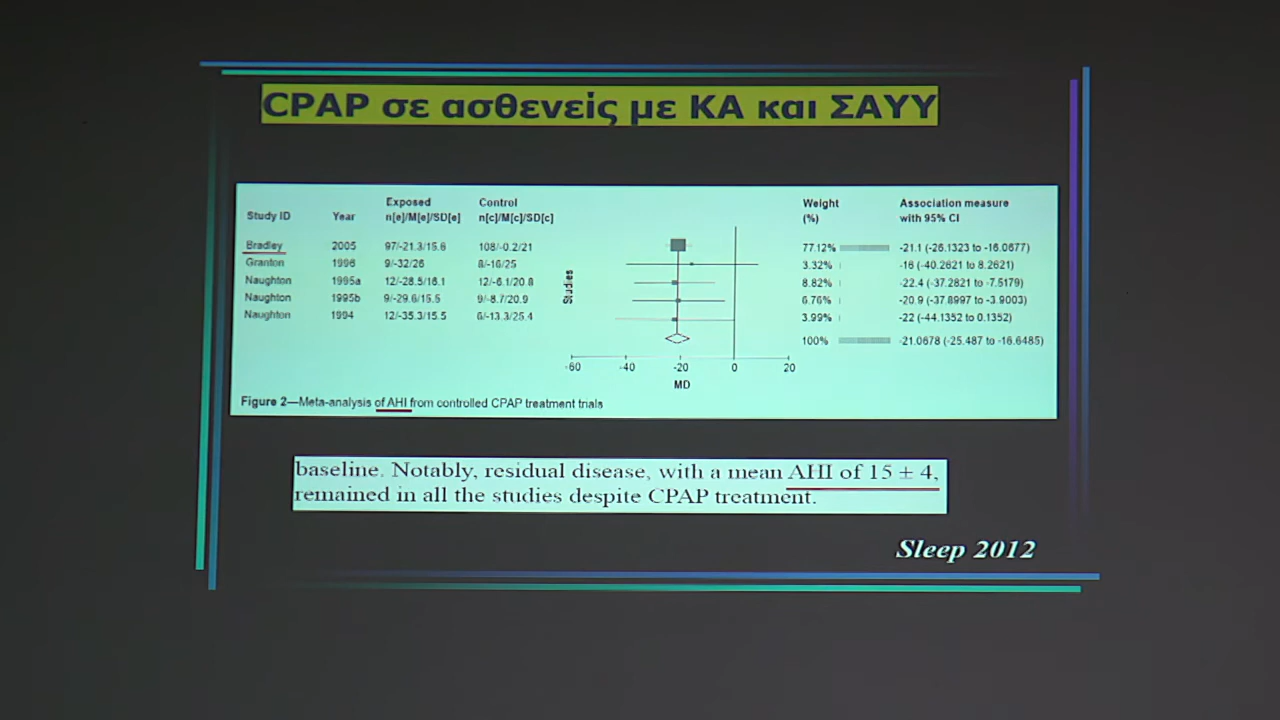 CPAP σε ασθενείς με ΚΑ και ΣΑΥΥ
Exposed Control Weight Association measure
Study ID Year n[e]/M[e]/SD[e] n[c]/M[c]/SD[c] (%) with 95% CI
Bradley 2005 97/-21.3/15.6 108/-0.2/21 77.12% -21.1 (-26.1323 to -16.0677)
Granton 1996 9/-32/26 8/-16/25 3.32% -16 (-40.2621 to 8.2621)
Naughton 1995a 12/-28.5/16.1 12/-6.1/20.8 8.82% -22.4 (-37.2821 to -7.5179)
Naughton 1995b 9/-29.6/15.5 9/-8.7/20.9 6.76% -20.9 (-37.8997 to -3.9003)
Naughton 1994 12/-35.3/15.5 6/-13.3/25.4 3.99% -22 (-44.1352 to 0.1352)
100% -21.0678 (-25.487 to -16.6485)
Studies
-60 -40 -20 0 20
MD
Figure 2—Meta-analysis of AHI from controlled CPAP treatment trials
baseline. Notably, residual disease, with a mean AHI of 15 ± 4,
remained in all the studies despite CPAP treatment.
Sleep 2012